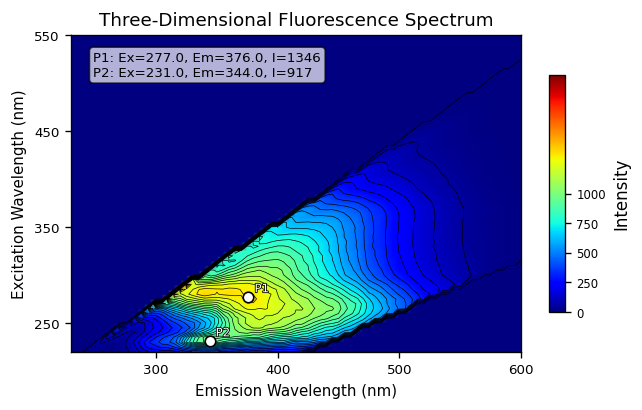 Three-Dimensional Fluorescence Spectrum
P1: Ex=277.0, Em=376.0, I=1346
P2: Ex=231.0, Em=344.0, I=917
550
450
350
250
Excitation Wavelength (nm)
P1
P2
300
400
500
600
Emission Wavelength (nm)
1000
750
500
250
0
Intensity